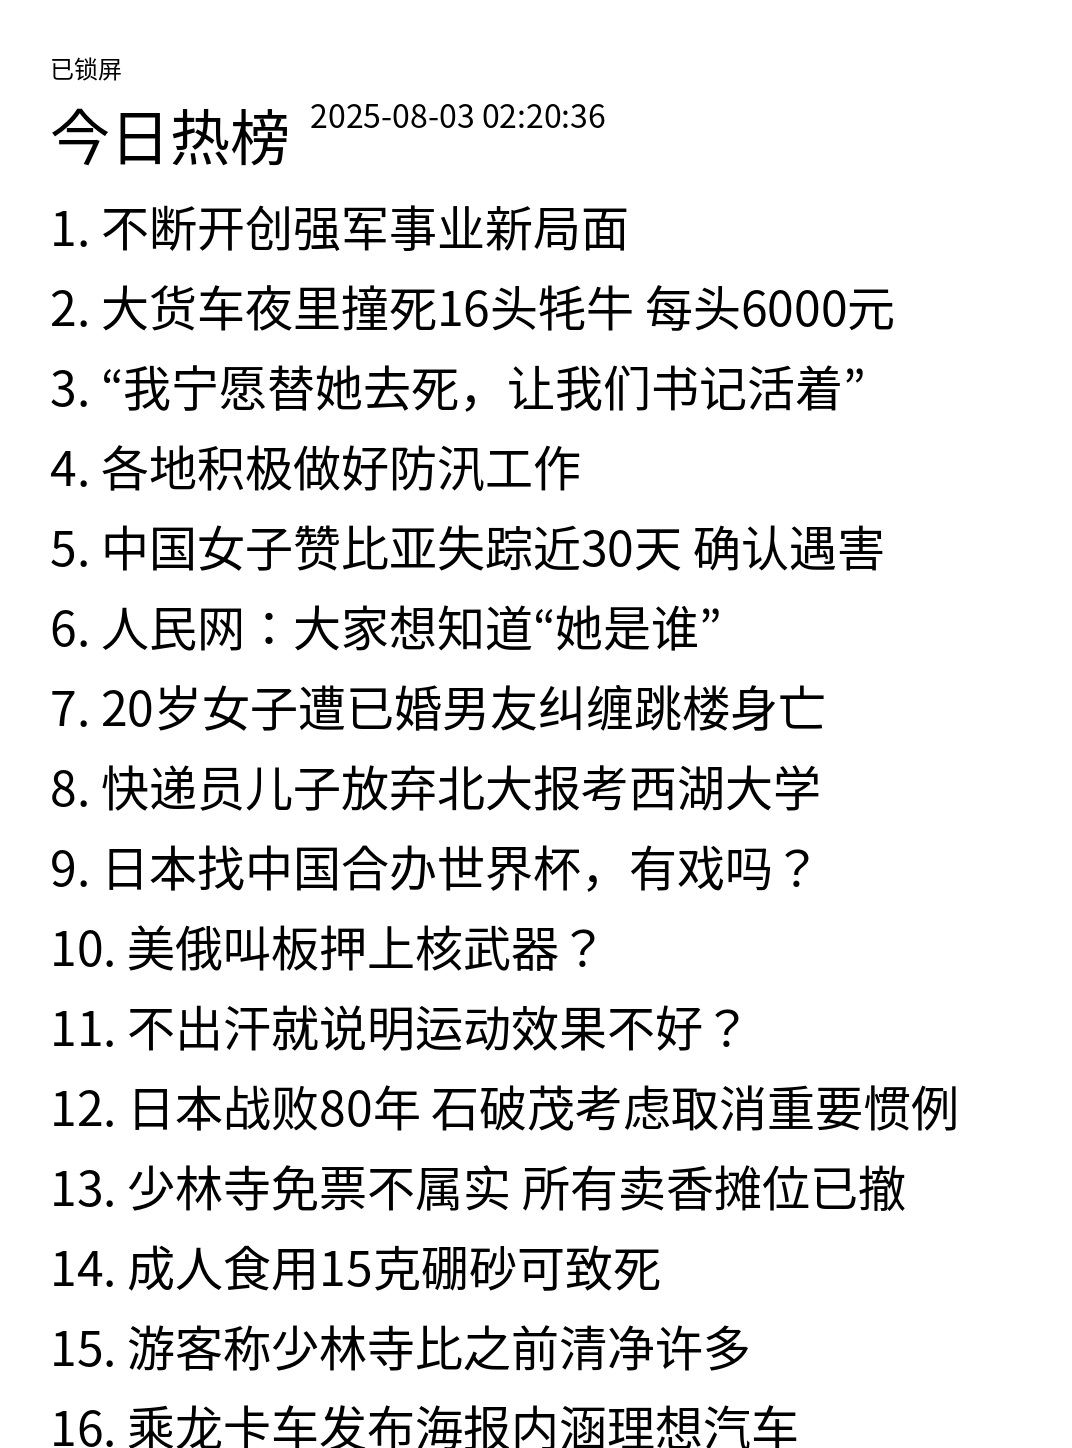 已锁屏
今日热榜 2025-08-03 02:20:36
1. 不断开创强军事业新局面
2. 大货车夜里撞死16头牦牛 每头6000元
3. “我宁愿替她去死，让我们书记活着”
4. 各地积极做好防汛工作
5. 中国女子赞比亚失踪近30天 确认遇害
6. 人民网：大家想知道“她是谁”
7. 20岁女子遭已婚男友纠缠跳楼身亡
8. 快递员儿子放弃北大报考西湖大学
9. 日本找中国合办世界杯，有戏吗？
10. 美俄叫板押上核武器？
11. 不出汗就说明运动效果不好？
12. 日本战败80年 石破茂考虑取消重要惯例
13. 少林寺免票不属实 所有卖香摊位已撤
14. 成人食用15克硼砂可致死
15. 游客称少林寺比之前清净许多
16. 乘龙卡车发布海报内涵理想汽车